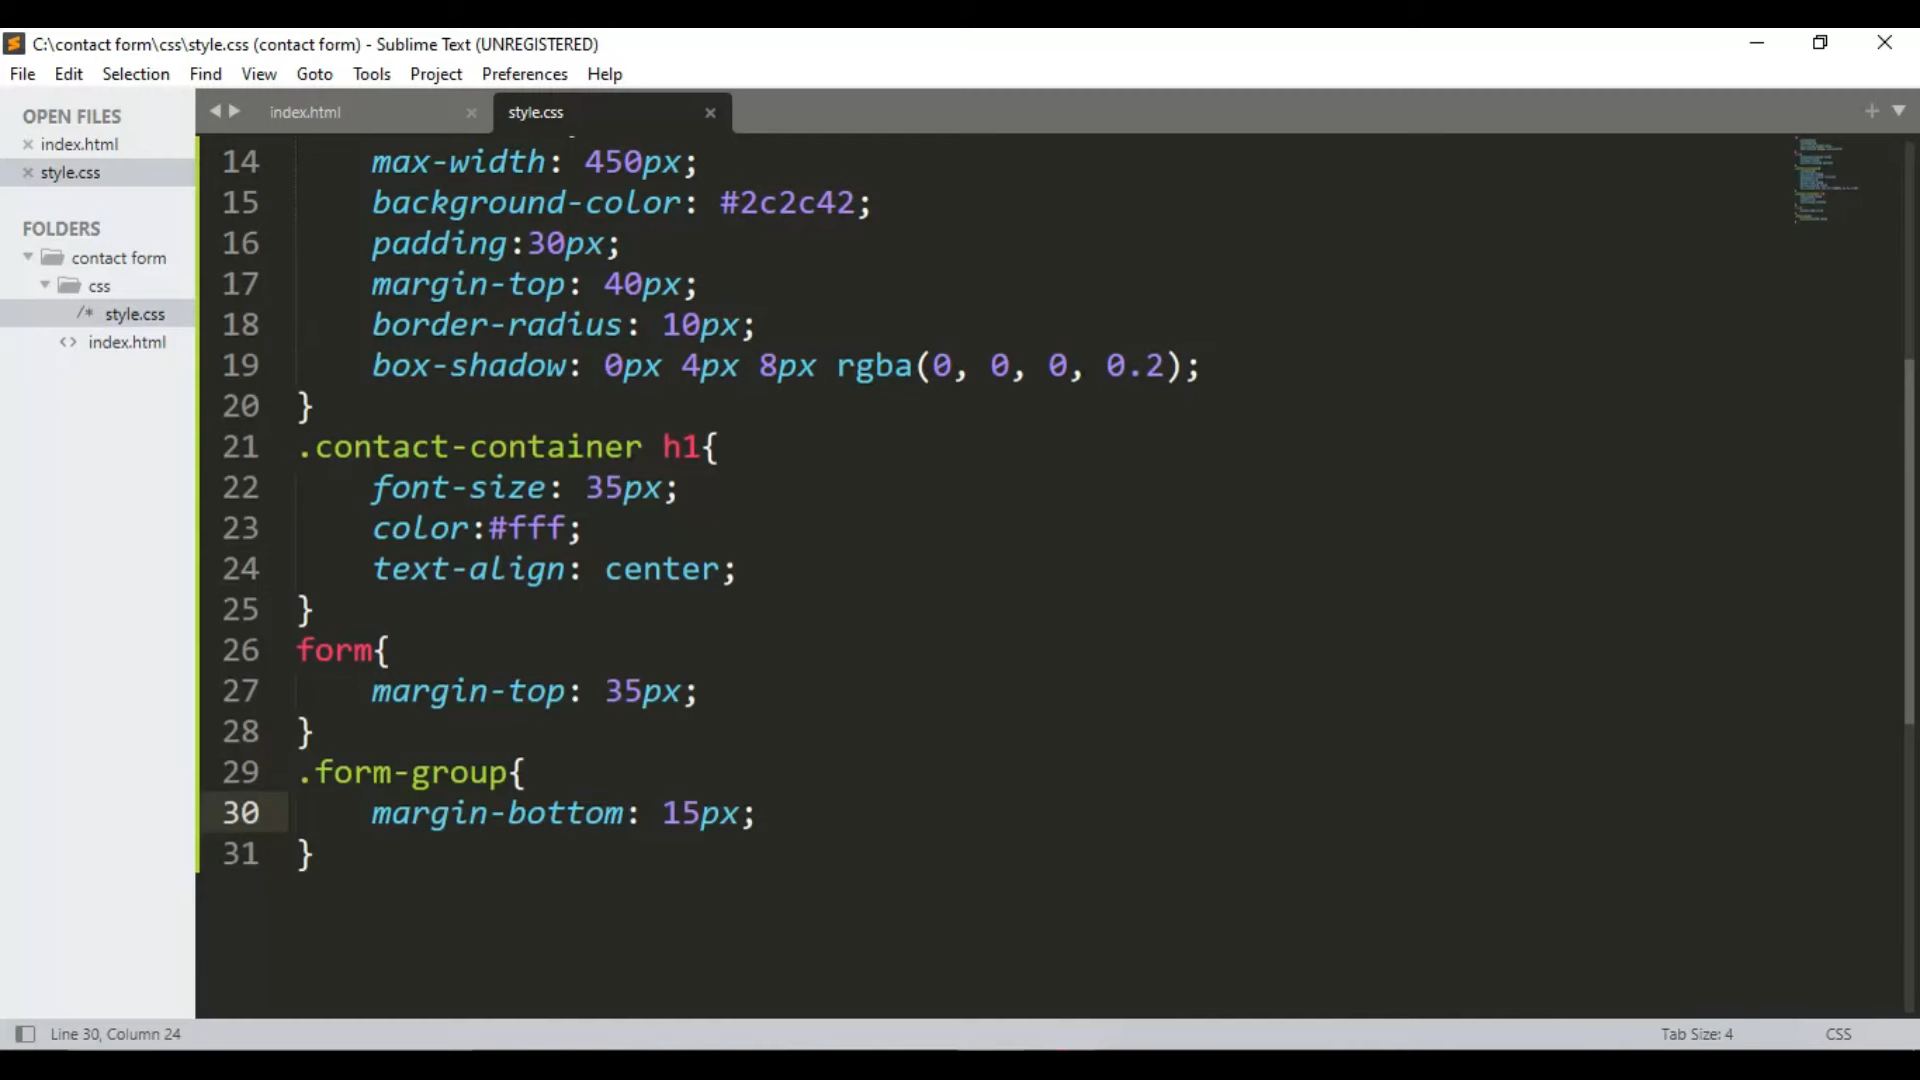 C:\contact form\css\style.css (contact form) - Sublime Text (UNREGISTERED)
File Edit Selection Find View Goto Tools Project Preferences Help
OPEN FILES
index.html
style.css
FOLDERS
contact form
css
/* style.css
<> index.html
index.html
style.css
14 max-width: 450px;
15 background-color: #2c2c42;
16 padding:30px;
17 margin-top: 40px;
18 border-radius: 10px;
19 box-shadow: 0px 4px 8px rgba(0, 0, 0, 0.2);
20 }
21 .contact-container h1{
22 font-size: 35px;
23 color:#fff;
24 text-align: center;
25 }
26 form{
27 margin-top: 35px;
28 }
29 .form-group{
30 margin-bottom: 15px;
31 }
Line 30, Column 24
Tab Size: 4
CSS